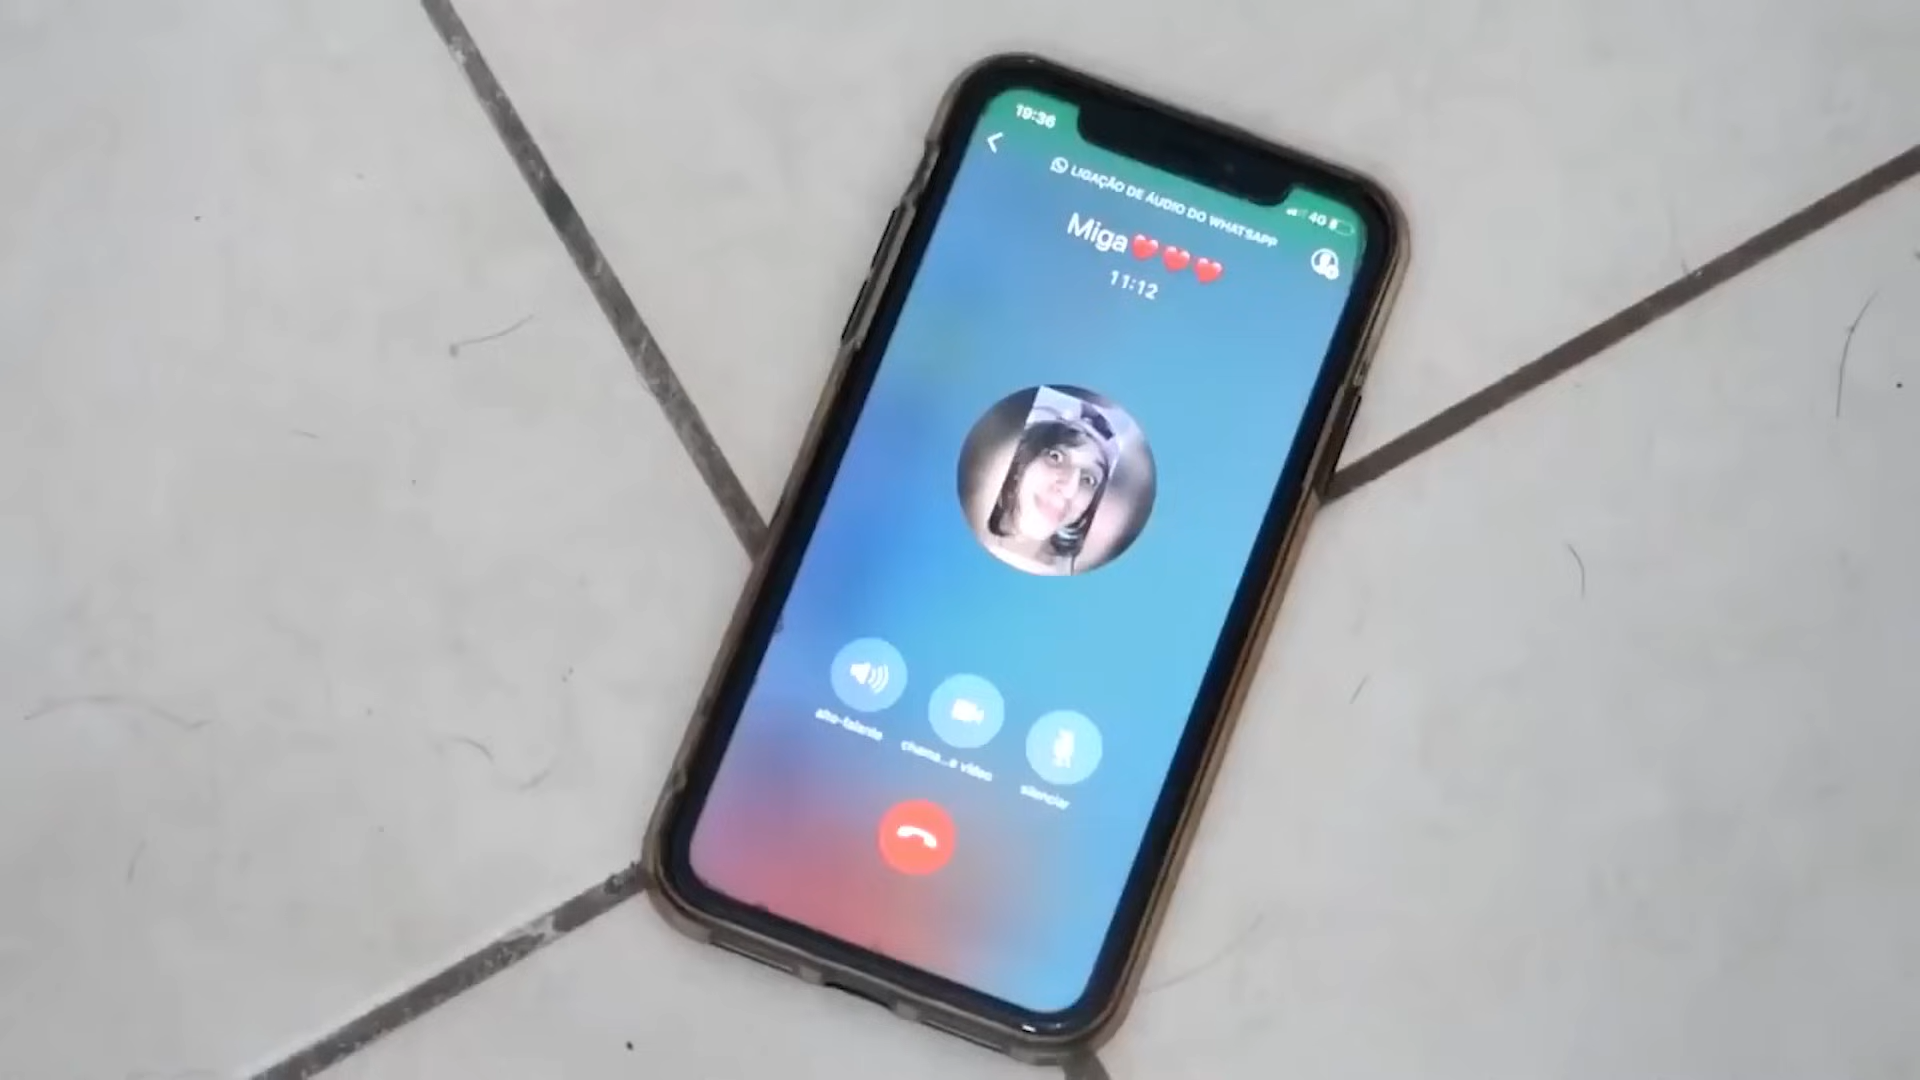 19:36
4G
LIGAÇÃO DE ÁUDIO DO WHATSAPP
Miga❤️❤️❤️
11:12
alto-falante
chama...e vídeo
silenciar